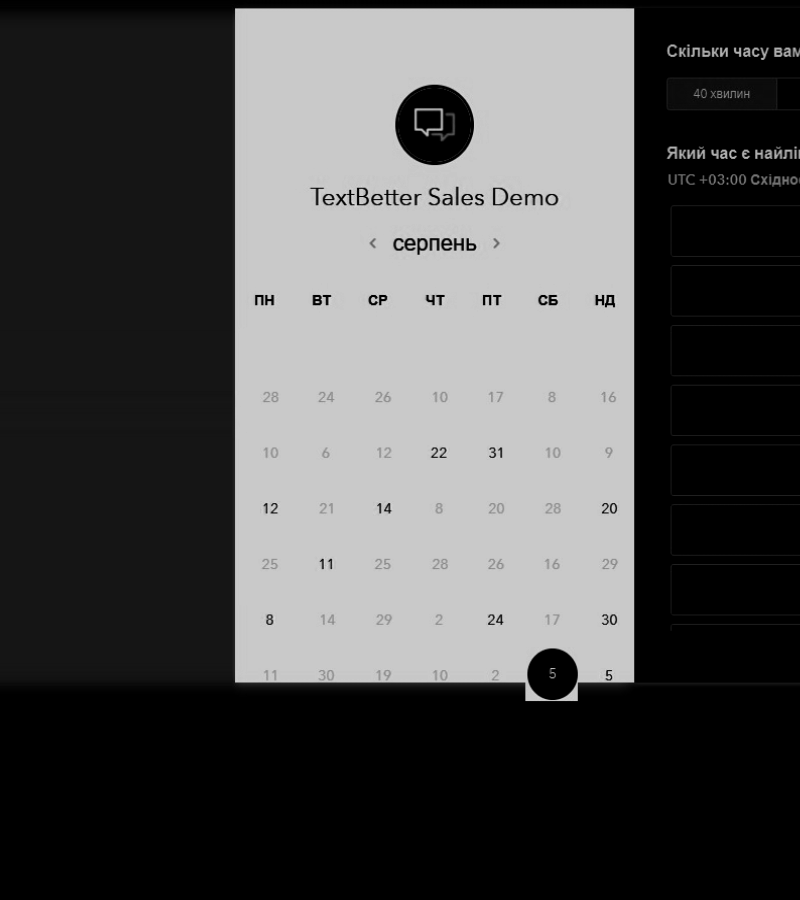 TextBetter Sales Demo
серпень
ПН ВТ СР ЧТ ПТ СБ НД
28 24 26 10 17 8 16
10 6 12 22 31 10 9
12 21 14 8 20 28 20
25 11 25 28 26 16 29
8 14 29 2 24 17 30
11 30 19 10 2 5 5
Скільки часу вам
40 хвилин
Який час є найлі
UTC +03:00 Східно